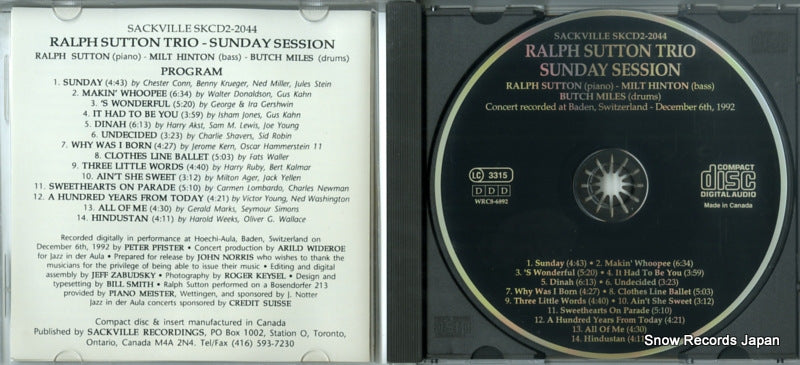 SACKVILLE SKCD2-2044
RALPH SUTTON TRIO - SUNDAY SESSION
RALPH SUTTON (piano) - MILT HINTON (bass) - BUTCH MILES (drums)
PROGRAM
1. SUNDAY (4:43) by Chester Conn, Benny Krueger, Ned Miller, Jules Stein
2. MAKIN' WHOOPEE (6:34) by Walter Donaldson, Gus Kahn
3. 'S WONDERFUL (5:20) by George & Ira Gershwin
4. IT HAD TO BE YOU (3:59) by Isham Jones, Gus Kahn
5. DINAH (6:13) by Harry Akst, Sam M. Lewis, Joe Young
6. UNDECIDED (3:23) by Charlie Shavers, Sid Robin
7. WHY WAS I BORN (4:27) by Jerome Kern, Oscar Hammerstein 11
8. CLOTHES LINE BALLET (5:03) by Fats Waller
9. THREE LITTLE WORDS (4:40) by Harry Ruby, Bert Kalmar
10. AIN'T SHE SWEET (3:12) by Milton Ager, Jack Yellen
11. SWEETHEARTS ON PARADE (5:10) by Carmen Lombardo, Charles Newman
12. A HUNDRED YEARS FROM TODAY (4:21) by Victor Young, Ned Washington
13. ALL OF ME (4:30) by Gerald Marks, Seymour Simons
14. HINDUSTAN (4:11) by Harold Weeks, Oliver G. Wallace
Recorded digitally in performance at Hoechi-Aula, Baden, Switzerland on
December 6th, 1992 by PETER PFISTER • Concert production by ARILD WIDEROE
for Jazz in der Aula • Prepared for release by JOHN NORRIS who wishes to thank the
musicians for the privilege of being able to issue their music • Editing and digital
assembly by JEFF ZABUDSKY • Photography by ROGER KEYSEL • Design and
typesetting by BILL SMITH • Ralph Sutton performed on a Bosendorfer 213
provided by PIANO MEISTER, Wettingen, and sponsored by J. Notter
Jazz in der Aula concerts sponsored by CREDIT SUISSE
Compact disc & insert manufactured in Canada
Published by SACKVILLE RECORDINGS, PO Box 1002, Station O, Toronto,
Ontario, Canada M4A 2N4. Tel/Fax (416) 593-7230
SACKVILLE SKCD2-2044
RALPH SUTTON TRIO
SUNDAY SESSION
RALPH SUTTON (piano) - MILT HINTON (bass)
BUTCH MILES (drums)
Concert recorded at Baden, Switzerland - December 6th, 1992
LC 3315
DDD
WRC8-6892
COMPACT
disc
DIGITAL AUDIO
Made in Canada
1. Sunday (4:43) • 2. Makin' Whoopee (6:34)
3. 'S Wonderful (5:20) • 4. It Had To Be You (3:59)
5. Dinah (6:13) • 6. Undecided (3:23)
7. Why Was I Born (4:27) • 8. Clothes Line Ballet (5:03)
9. Three Little Words (4:40) • 10. Ain't She Sweet (3:12)
11. Sweethearts On Parade (5:10)
12. A Hundred Years From Today (4:21)
13. All Of Me (4:30)
14. Hindustan (4:11)
Snow Records Japan